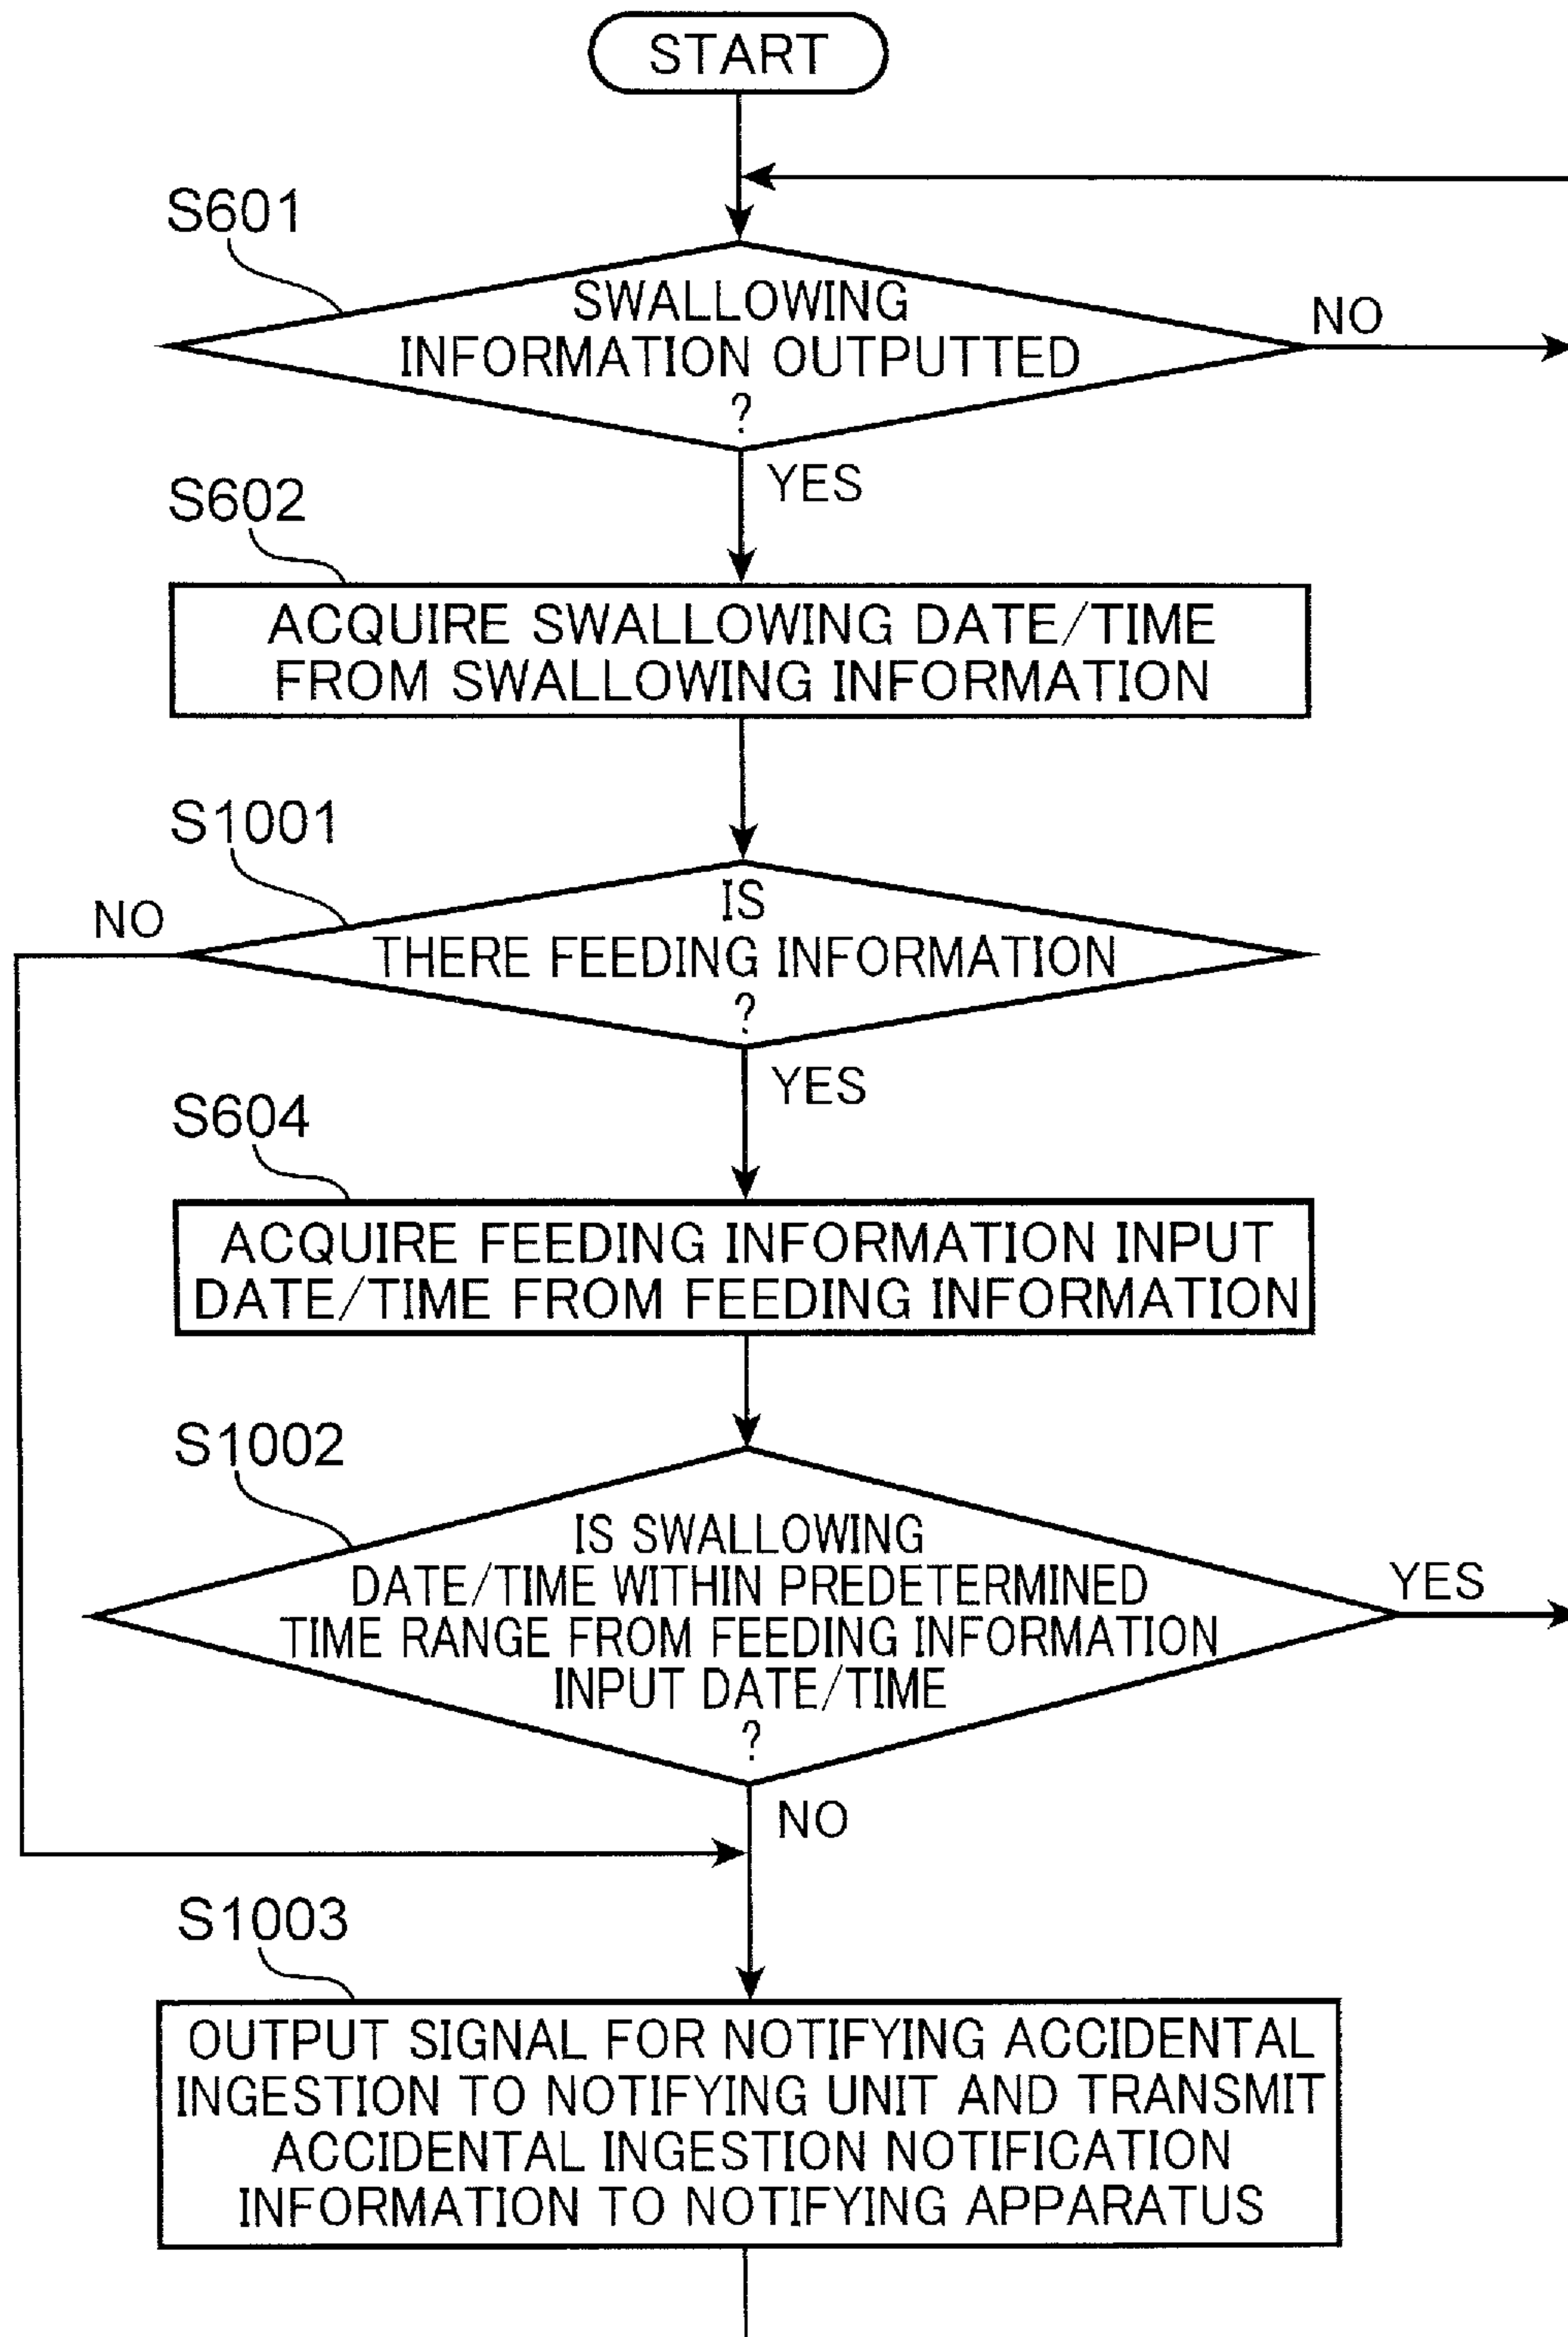 START
S601
SWALLOWING
INFORMATION OUTPUTTED
?
NO
YES
S602
ACQUIRE SWALLOWING DATE/TIME
FROM SWALLOWING INFORMATION
S1001
NO
IS
THERE FEEDING INFORMATION
?
YES
S604
ACQUIRE FEEDING INFORMATION INPUT
DATE/TIME FROM FEEDING INFORMATION
S1002
IS SWALLOWING
DATE/TIME WITHIN PREDETERMINED
TIME RANGE FROM FEEDING INFORMATION
INPUT DATE/TIME
?
YES
NO
S1003
OUTPUT SIGNAL FOR NOTIFYING ACCIDENTAL
INGESTION TO NOTIFYING UNIT AND TRANSMIT
ACCIDENTAL INGESTION NOTIFICATION
INFORMATION TO NOTIFYING APPARATUS